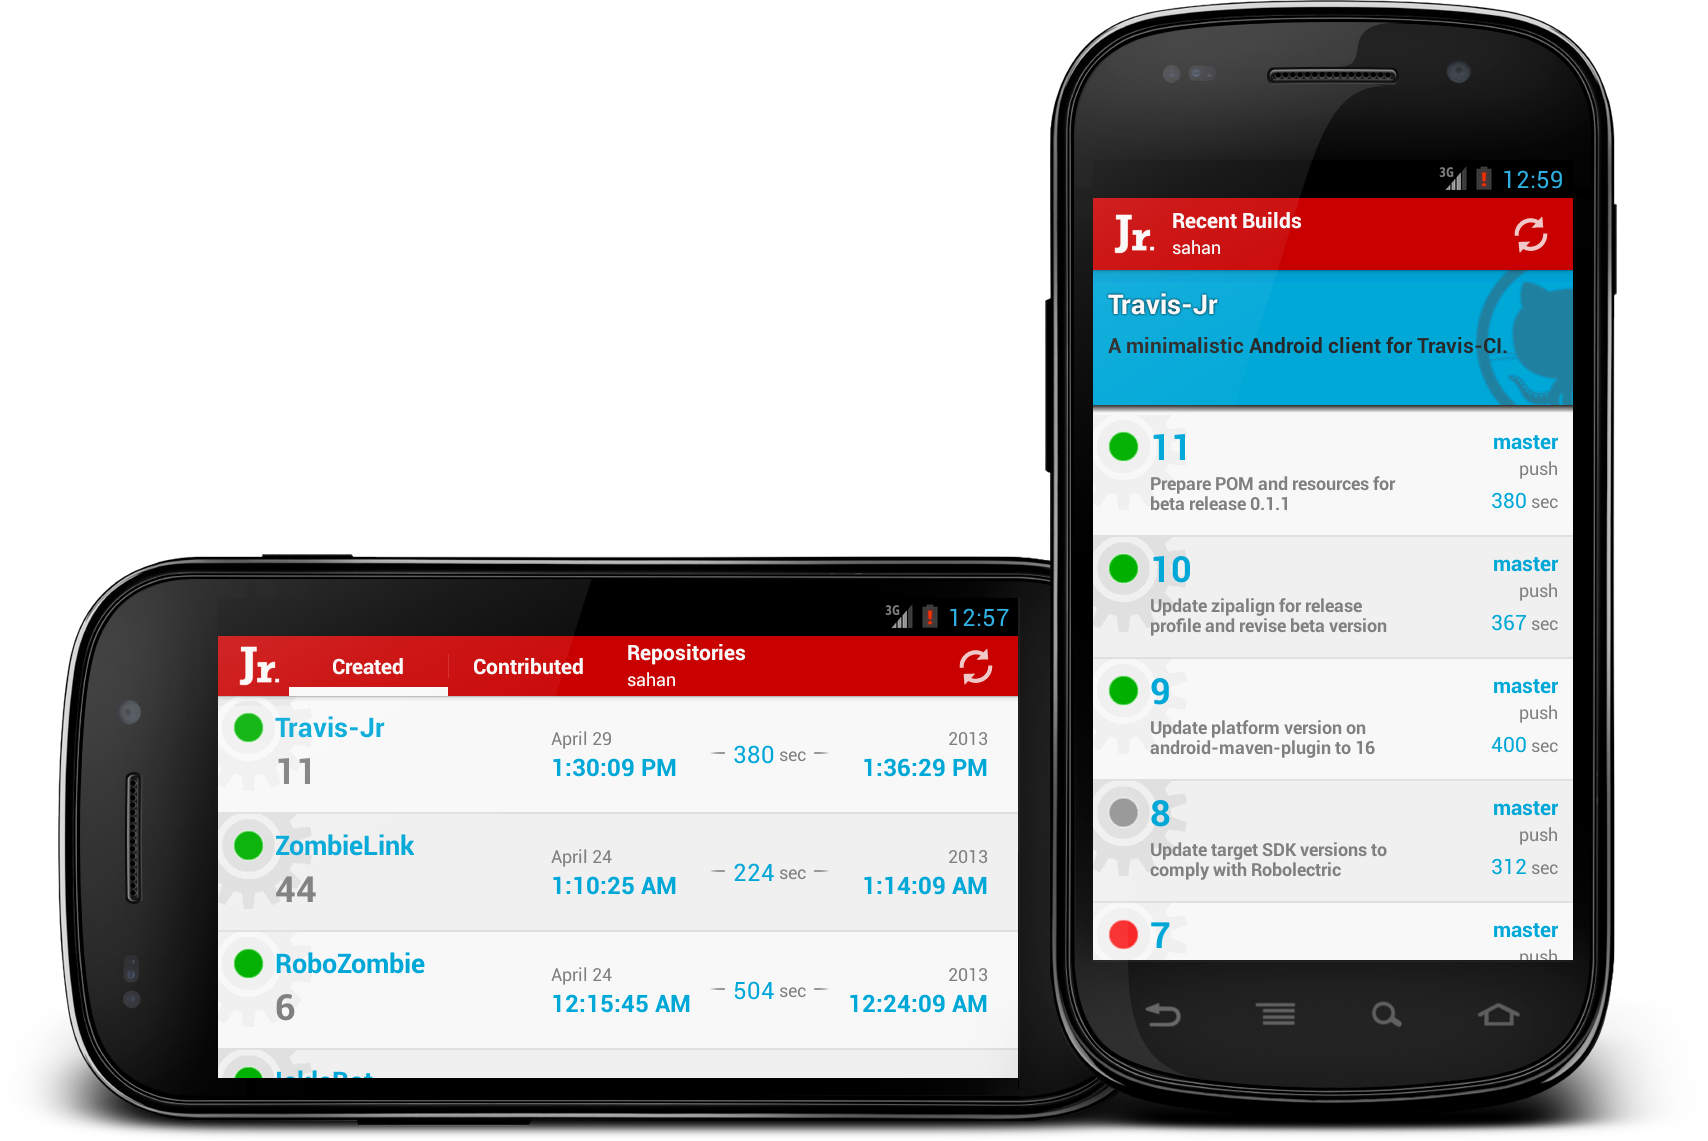 3G 12:57
Jr. Created Contributed Repositories
sahan
Travis-Jr
11
April 29
1:30:09 PM
380 sec
2013
1:36:29 PM
ZombieLink
44
April 24
1:10:25 AM
224 sec
2013
1:14:09 AM
RoboZombie
6
April 24
12:15:45 AM
504 sec
2013
12:24:09 AM
3G 12:59
Jr. Recent Builds
sahan
Travis-Jr
A minimalistic Android client for Travis-CI.
11
Prepare POM and resources for
beta release 0.1.1
master
push
380 sec
10
Update zipalign for release
profile and revise beta version
master
push
367 sec
9
Update platform version on
android-maven-plugin to 16
master
push
400 sec
8
Update target SDK versions to
comply with Robolectric
master
push
312 sec
7
master
push